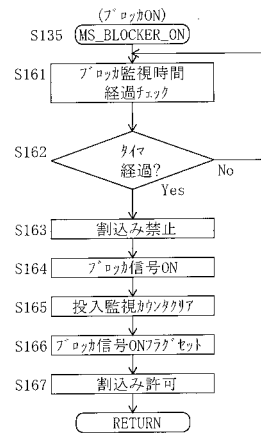 (ﾌﾞﾛｯｶON)
S135 MS_BLOCKER_ON
S161 ﾌﾞﾛｯｶ監視時間
経過ﾁｪｯｸ
S162 ﾀｲﾏ
経過?
No
Yes
S163 割込み禁止
S164 ﾌﾞﾛｯｶ信号ON
S165 投入監視ｶｳﾝﾀｸﾘｱ
S166 ﾌﾞﾛｯｶ信号ONﾌﾗｸﾞｾｯﾄ
S167 割込み許可
RETURN